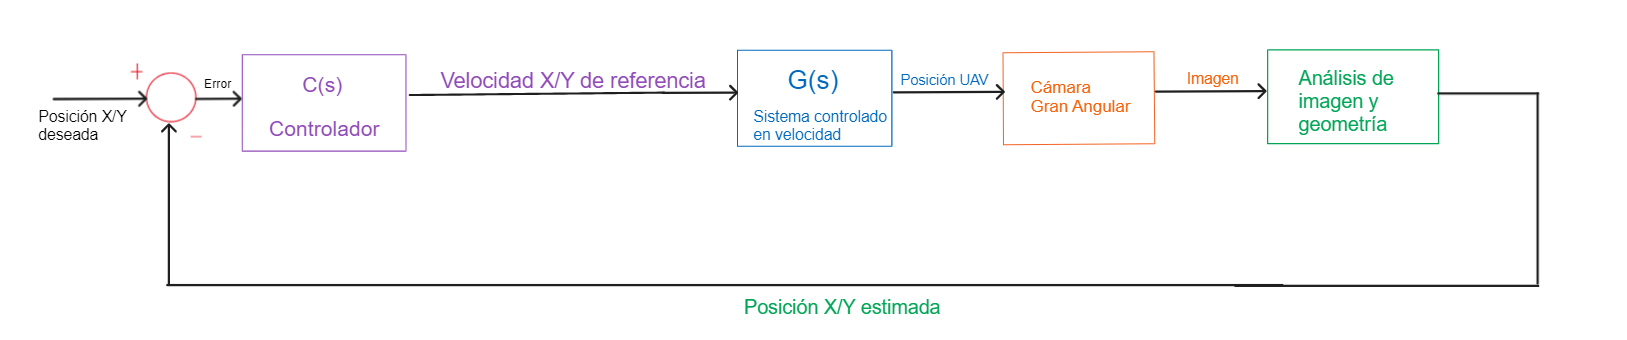 +
Posición X/Y
deseada
−
Error
C(s)
Controlador
Velocidad X/Y de referencia
G(s)
Sistema controlado
en velocidad
Posición UAV
Cámara
Gran Angular
Imagen
Análisis de
imagen y
geometría
Posición X/Y estimada